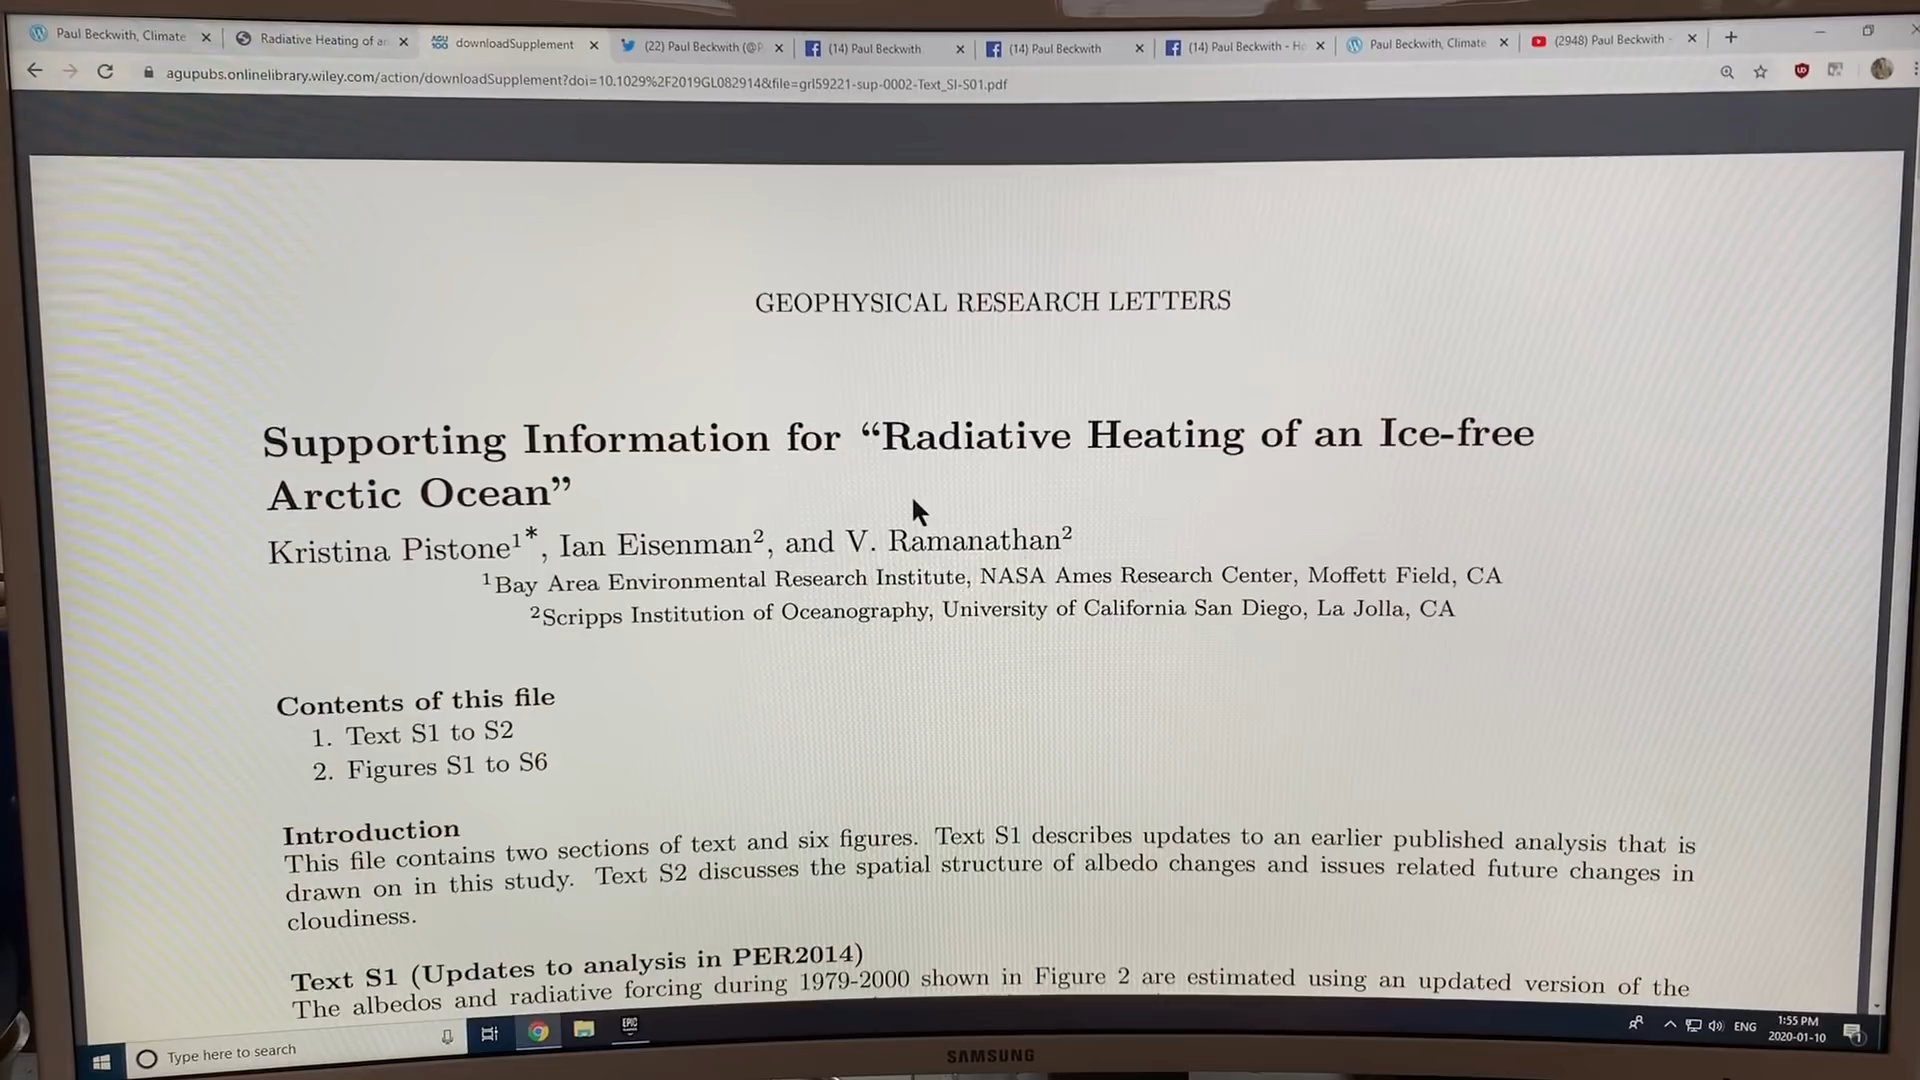 Paul Beckwith, Climate
Radiative Heating of an
downloadSupplement
(22) Paul Beckwith (@P
(14) Paul Beckwith
(14) Paul Beckwith
(14) Paul Beckwith - Ho
Paul Beckwith, Climate
(2948) Paul Beckwith -
agupubs.onlinelibrary.wiley.com/action/downloadSupplement?doi=10.1029%2F2019GL082914&file=grl59221-sup-0002-Text_SI-S01.pdf
GEOPHYSICAL RESEARCH LETTERS
Supporting Information for “Radiative Heating of an Ice-free
Arctic Ocean”
Kristina Pistone1*, Ian Eisenman2, and V. Ramanathan2
1Bay Area Environmental Research Institute, NASA Ames Research Center, Moffett Field, CA
2Scripps Institution of Oceanography, University of California San Diego, La Jolla, CA
Contents of this file
1. Text S1 to S2
2. Figures S1 to S6
Introduction
This file contains two sections of text and six figures. Text S1 describes updates to an earlier published analysis that is
drawn on in this study. Text S2 discusses the spatial structure of albedo changes and issues related future changes in
cloudiness.
Text S1 (Updates to analysis in PER2014)
The albedos and radiative forcing during 1979-2000 shown in Figure 2 are estimated using an updated version of the
Type here to search
EPIC
ENG
1:55 PM
2020-01-10
1
SAMSUNG